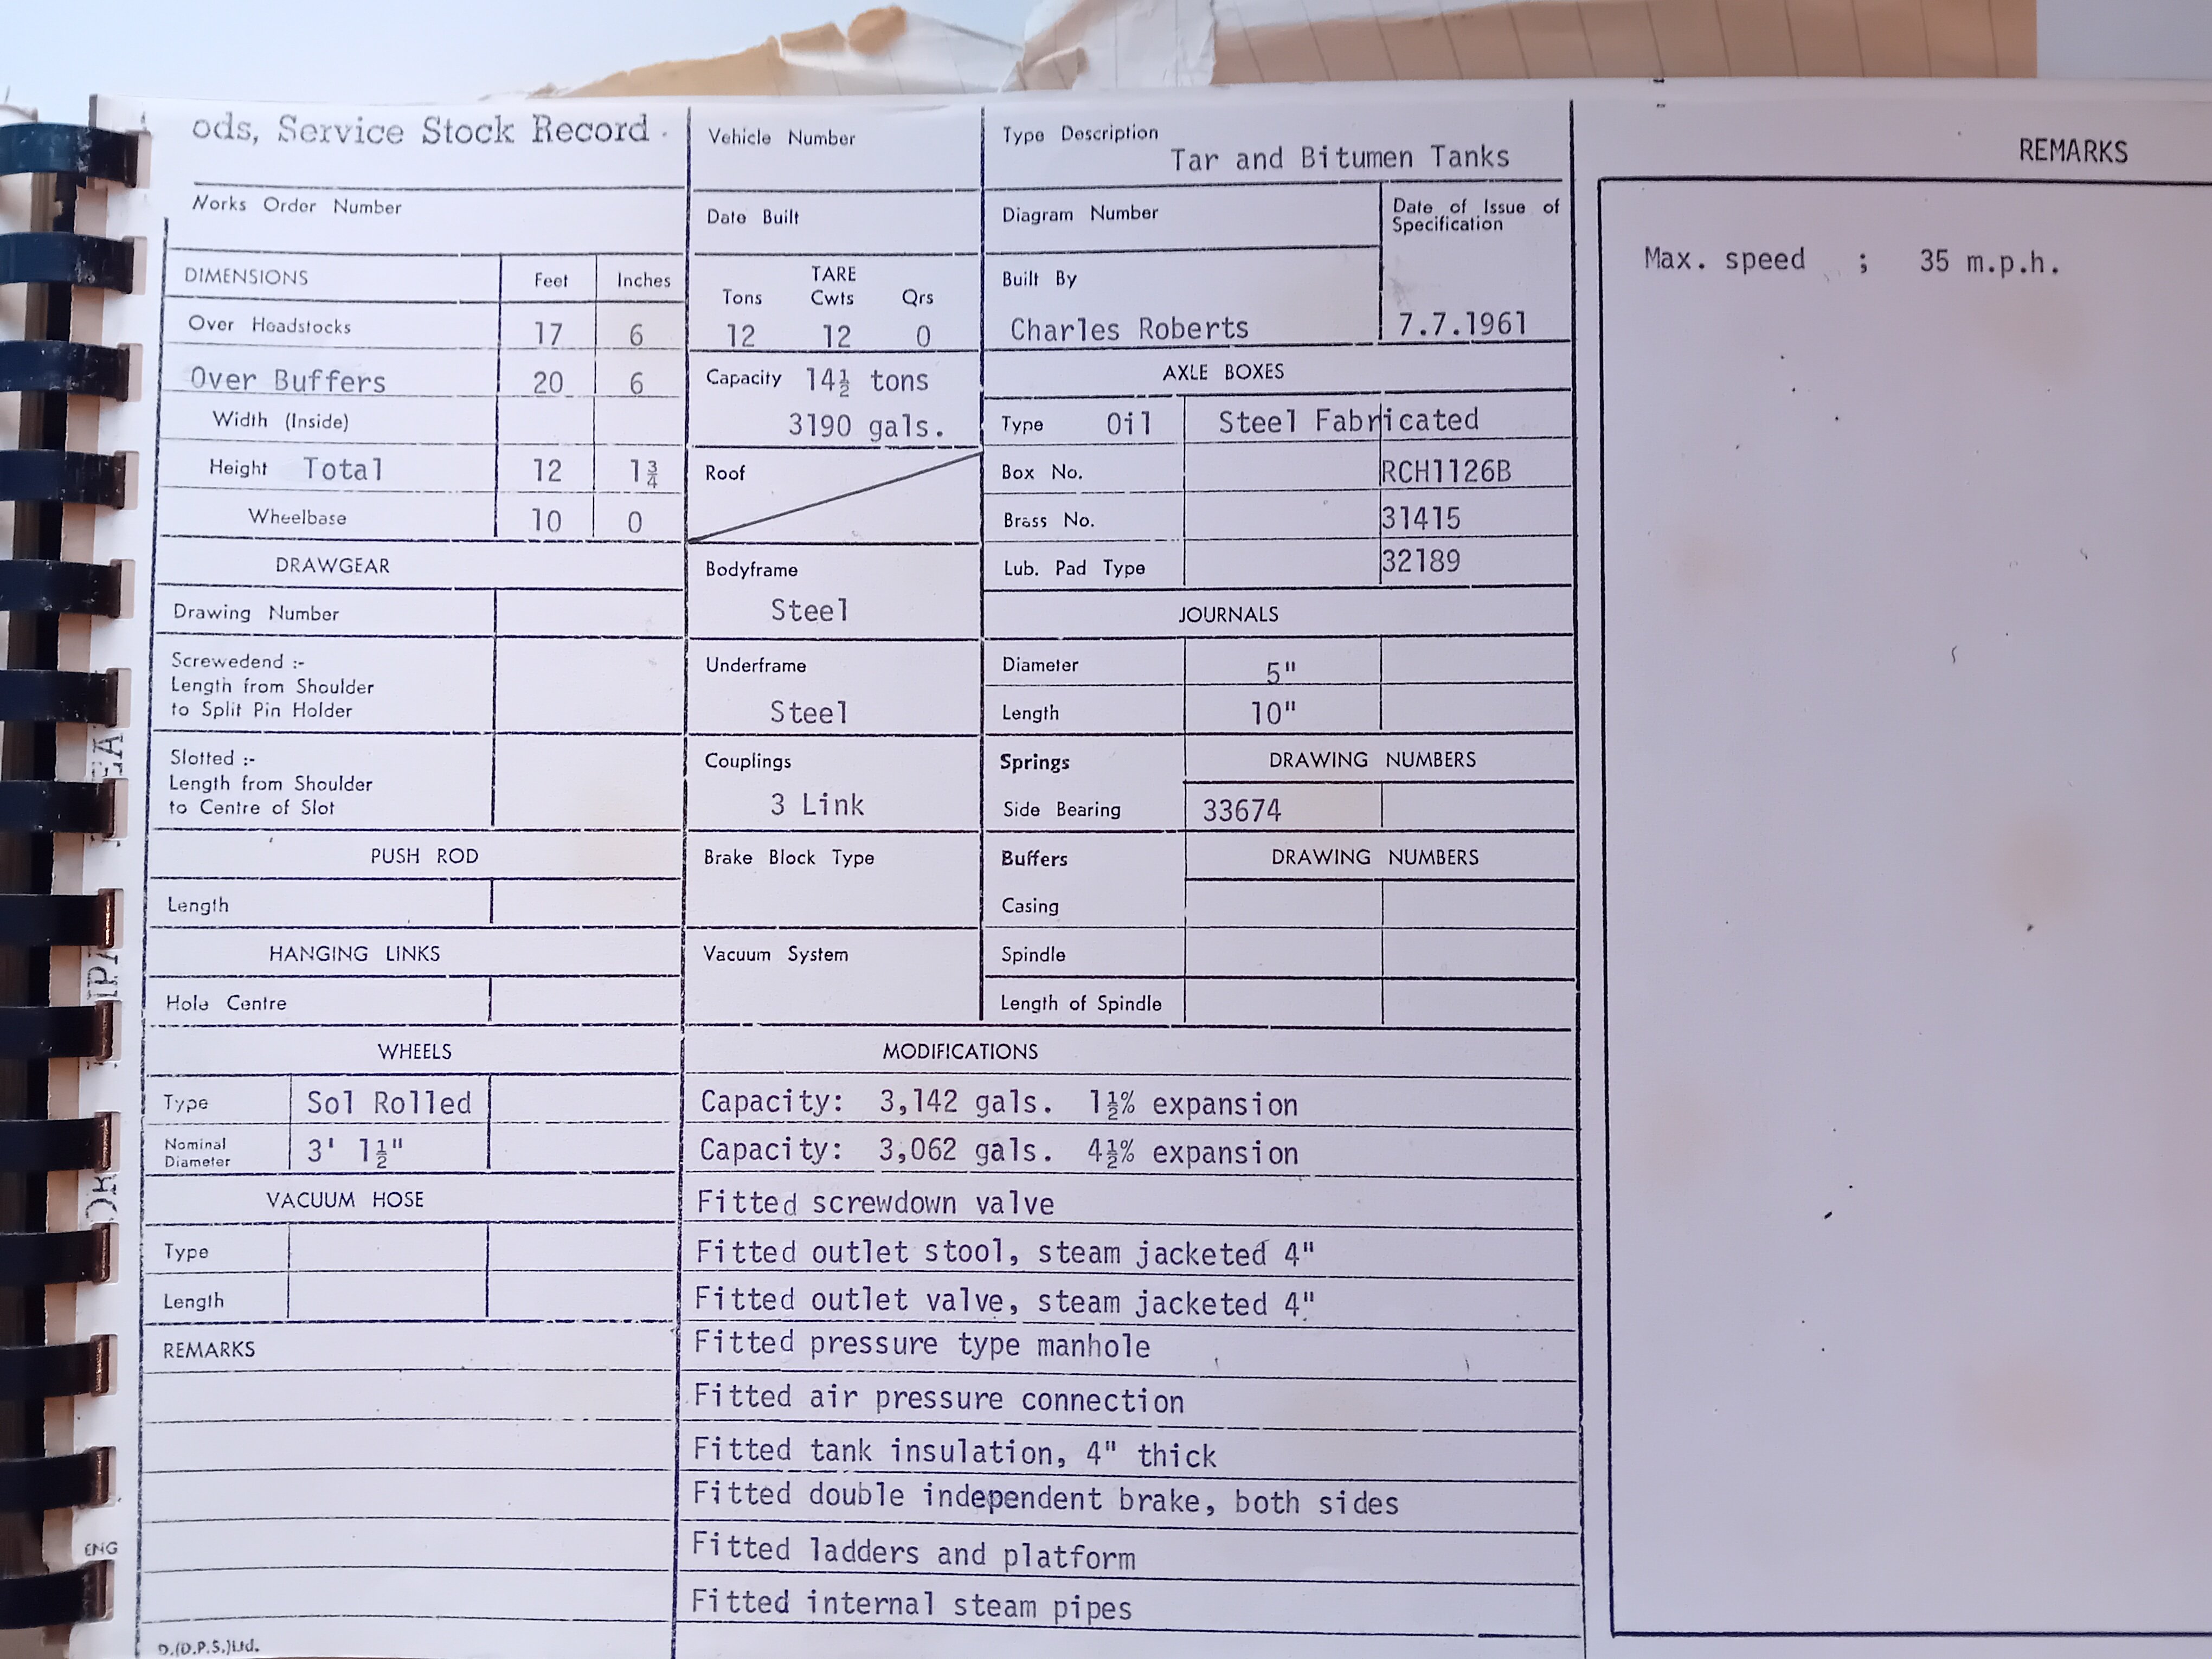 ods, Service Stock Record
Works Order Number
DIMENSIONS Feet Inches
Over Headstocks 17 6
Over Buffers 20 6
Width (Inside)
Height Total 12 1¾
Wheelbase 10 0
DRAWGEAR
Drawing Number
Screwedend :-
Length from Shoulder
to Split Pin Holder
Slotted :-
Length from Shoulder
to Centre of Slot
PUSH ROD
Length
HANGING LINKS
Hole Centre
WHEELS
Type Sol Rolled
Nominal
Diameter 3' 1½"
VACUUM HOSE
Type
Length
REMARKS
D.(D.P.S.)Ltd.
ENG
Vehicle Number
Date Built
TARE
Tons Cwts Qrs
12 12 0
Capacity 14½ tons
3190 gals.
Roof
Bodyframe
Steel
Underframe
Steel
Couplings
3 Link
Brake Block Type
Vacuum System
Type Description
Tar and Bitumen Tanks
Diagram Number
Date of Issue of
Specification
7.7.1961
Built By
Charles Roberts
AXLE BOXES
Type Oil Steel Fabricated
Box No. RCH1126B
Brass No. 31415
Lub. Pad Type 32189
JOURNALS
Diameter 5"
Length 10"
Springs DRAWING NUMBERS
Side Bearing 33674
Buffers DRAWING NUMBERS
Casing
Spindle
Length of Spindle
MODIFICATIONS
Capacity: 3,142 gals. 1½% expansion
Capacity: 3,062 gals. 4½% expansion
Fitted screwdown valve
Fitted outlet stool, steam jacketed 4"
Fitted outlet valve, steam jacketed 4"
Fitted pressure type manhole
Fitted air pressure connection
Fitted tank insulation, 4" thick
Fitted double independent brake, both sides
Fitted ladders and platform
Fitted internal steam pipes
REMARKS
Max. speed ; 35 m.p.h.